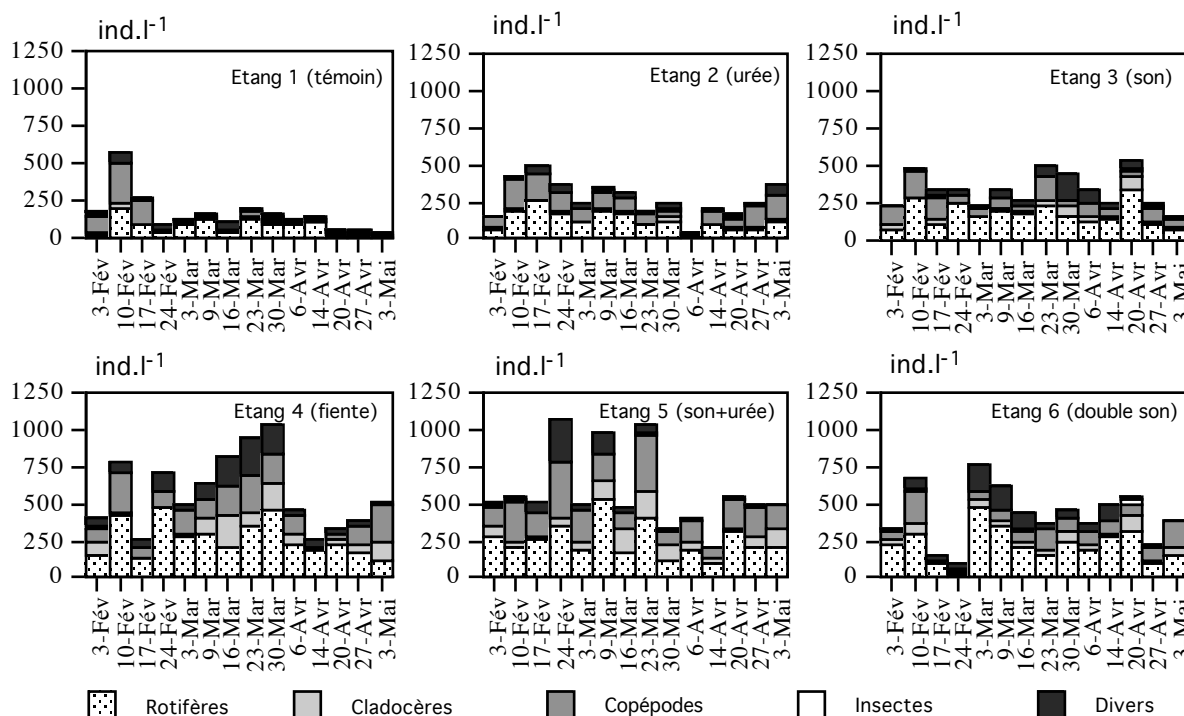 ind.l-1 ind.l-1 ind.l-1
Etang 1 (témoin)
1250
1000
750
500
250
0
3-Fév 10-Fév 17-Fév 24-Fév 3-Mar 9-Mar 16-Mar 23-Mar 30-Mar 6-Avr 14-Avr 20-Avr 27-Avr 3-Mai
Etang 2 (urée)
1250
1000
750
500
250
0
3-Fév 10-Fév 17-Fév 24-Fév 3-Mar 9-Mar 16-Mar 23-Mar 30-Mar 6-Avr 14-Avr 20-Avr 27-Avr 3-Mai
Etang 3 (son)
1250
1000
750
500
250
0
3-Fév 10-Fév 17-Fév 24-Fév 3-Mar 9-Mar 16-Mar 23-Mar 30-Mar 6-Avr 14-Avr 20-Avr 27-Avr 3-Mai
ind.l-1 ind.l-1 ind.l-1
Etang 4 (fiente)
1250
1000
750
500
250
0
3-Fév 10-Fév 17-Fév 24-Fév 3-Mar 9-Mar 16-Mar 23-Mar 30-Mar 6-Avr 14-Avr 20-Avr 27-Avr 3-Mai
Etang 5 (son+urée)
1250
1000
750
500
250
0
3-Fév 10-Fév 17-Fév 24-Fév 3-Mar 9-Mar 16-Mar 23-Mar 30-Mar 6-Avr 14-Avr 20-Avr 27-Avr 3-Mai
Etang 6 (double son)
1250
1000
750
500
250
0
3-Fév 10-Fév 17-Fév 24-Fév 3-Mar 9-Mar 16-Mar 23-Mar 30-Mar 6-Avr 14-Avr 20-Avr 27-Avr 3-Mai
Rotifères Cladocères Copépodes Insectes Divers